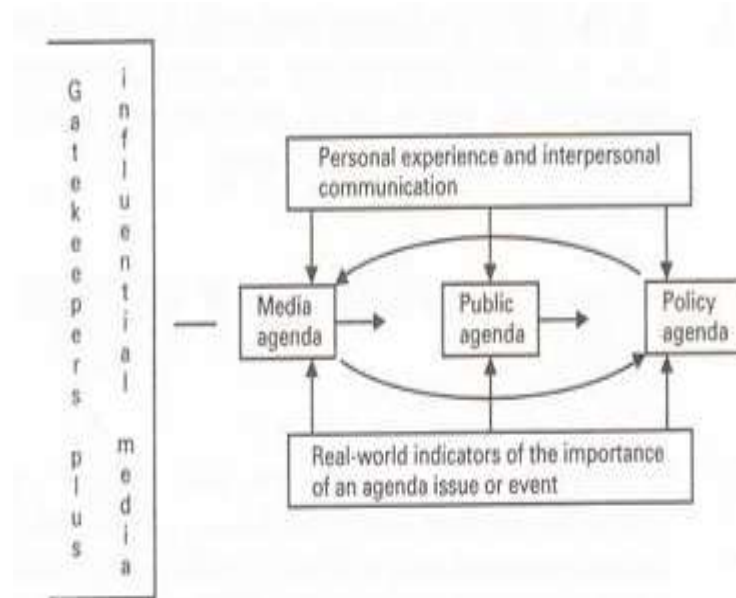 Gatekeepers plus
influential media
Personal experience and interpersonal
communication
Media
agenda
Public
agenda
Policy
agenda
Real-world indicators of the importance
of an agenda issue or event